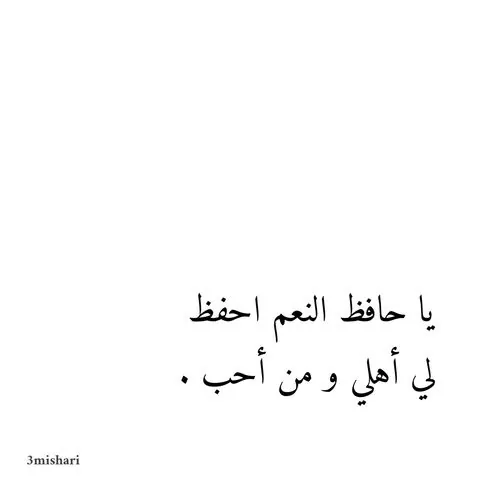 يا حافظ النعم احفظ
لي أهلي و من أحب .
3mishari